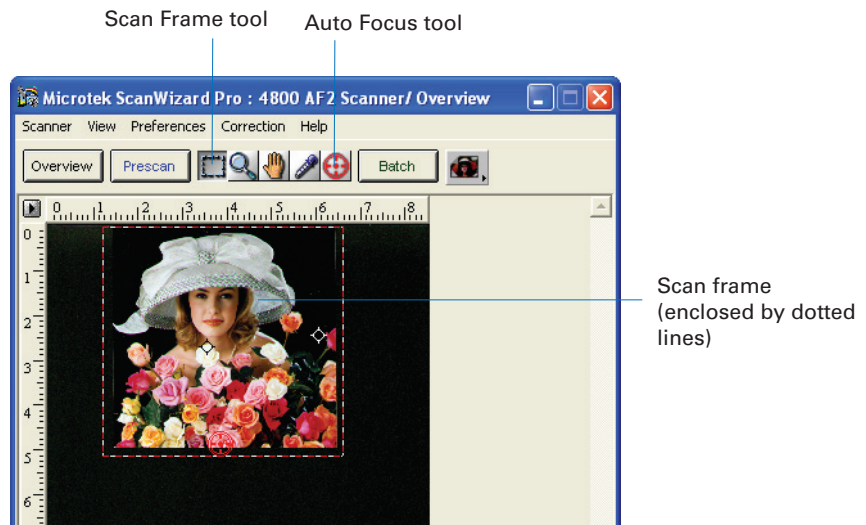 Scan Frame tool
Auto Focus tool
Microtek ScanWizard Pro : 4800 AF2 Scanner/ Overview
Scanner View Preferences Correction Help
Overview Prescan Batch
0 1 2 3 4 5 6 7 8
0
1
2
3
4
5
6
Scan frame
(enclosed by dotted
lines)